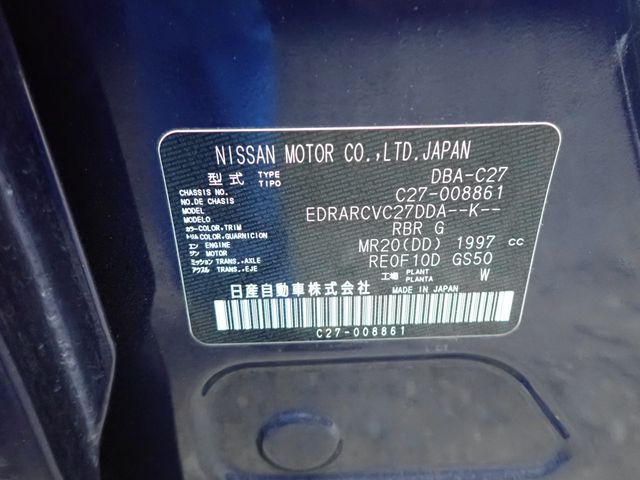 NISSAN MOTOR CO.,LTD.JAPAN
型式 TYPE TIPO DBA-C27
CHASSIS NO. NO.DE CHASIS C27-008861
MODEL MODELO EDRARCVC27DDA--K--
カラー COLOR,TRIM トリム COLOR,GUARNICION RBR G
エン ENGINE ジン MOTOR MR20(DD) 1997 cc
ミッション TRANS.,AXLE アクスル TRANS.,EJE RE0F10D GS50
工場 PLANT PLANTA W
日産自動車株式会社 MADE IN JAPAN
C27-008861